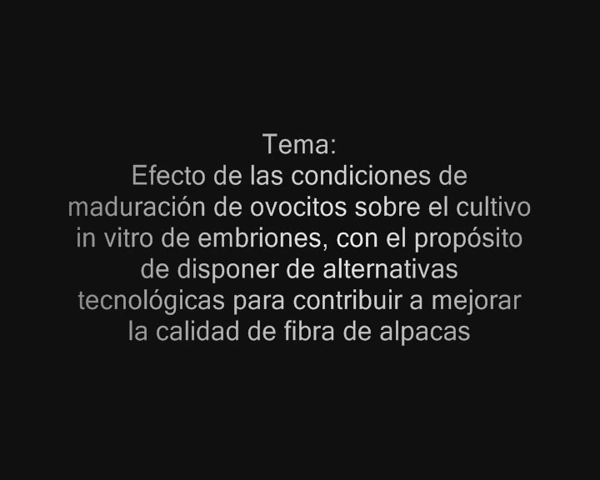 Tema:
Efecto de las condiciones de
maduración de ovocitos sobre el cultivo
in vitro de embriones, con el propósito
de disponer de alternativas
tecnológicas para contribuir a mejorar
la calidad de fibra de alpacas